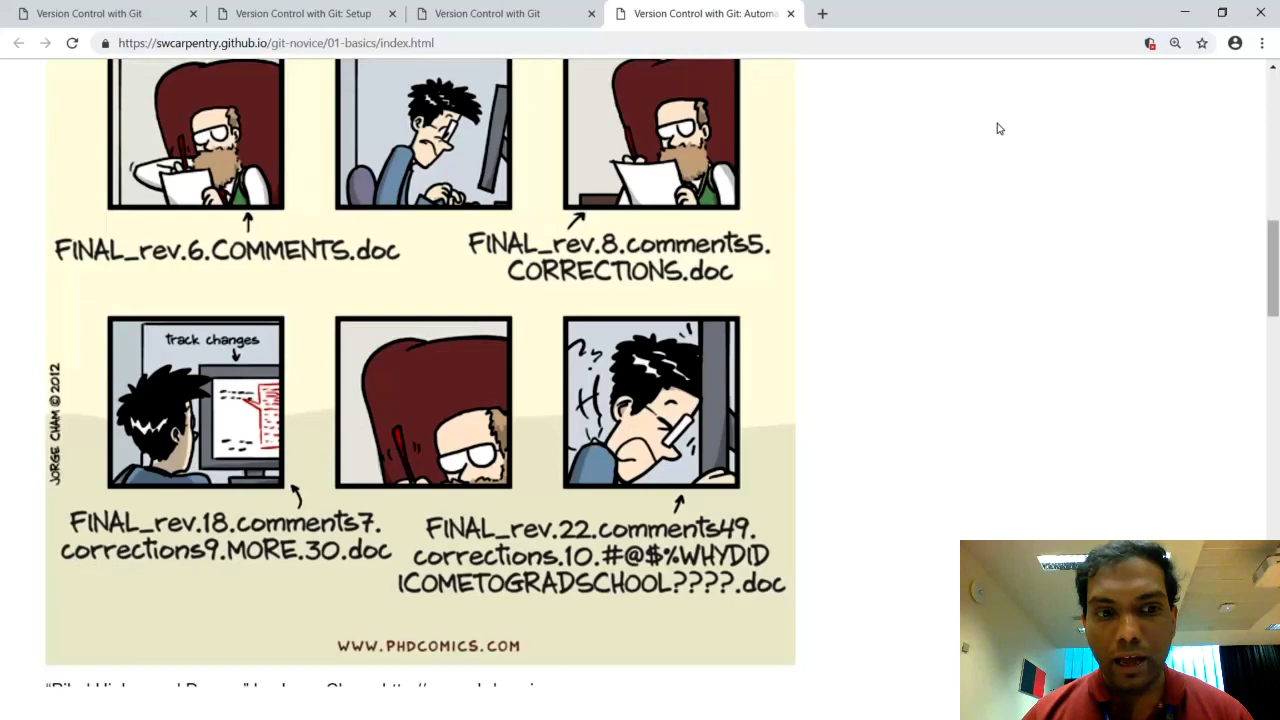 Version Control with Git
Version Control with Git: Setup
Version Control with Git
Version Control with Git: Automa
https://swcarpentry.github.io/git-novice/01-basics/index.html
FINAL_rev.6.COMMENTS.doc
FINAL_rev.8.comments5.
CORRECTIONS.doc
track changes
JORGE CHAM © 2012
FINAL_rev.18.comments7.
corrections9.MORE.30.doc
FINAL_rev.22.comments49.
corrections.10.#@$%WHYDID
ICOMETOGRADSCHOOL????.doc
WWW.PHDCOMICS.COM